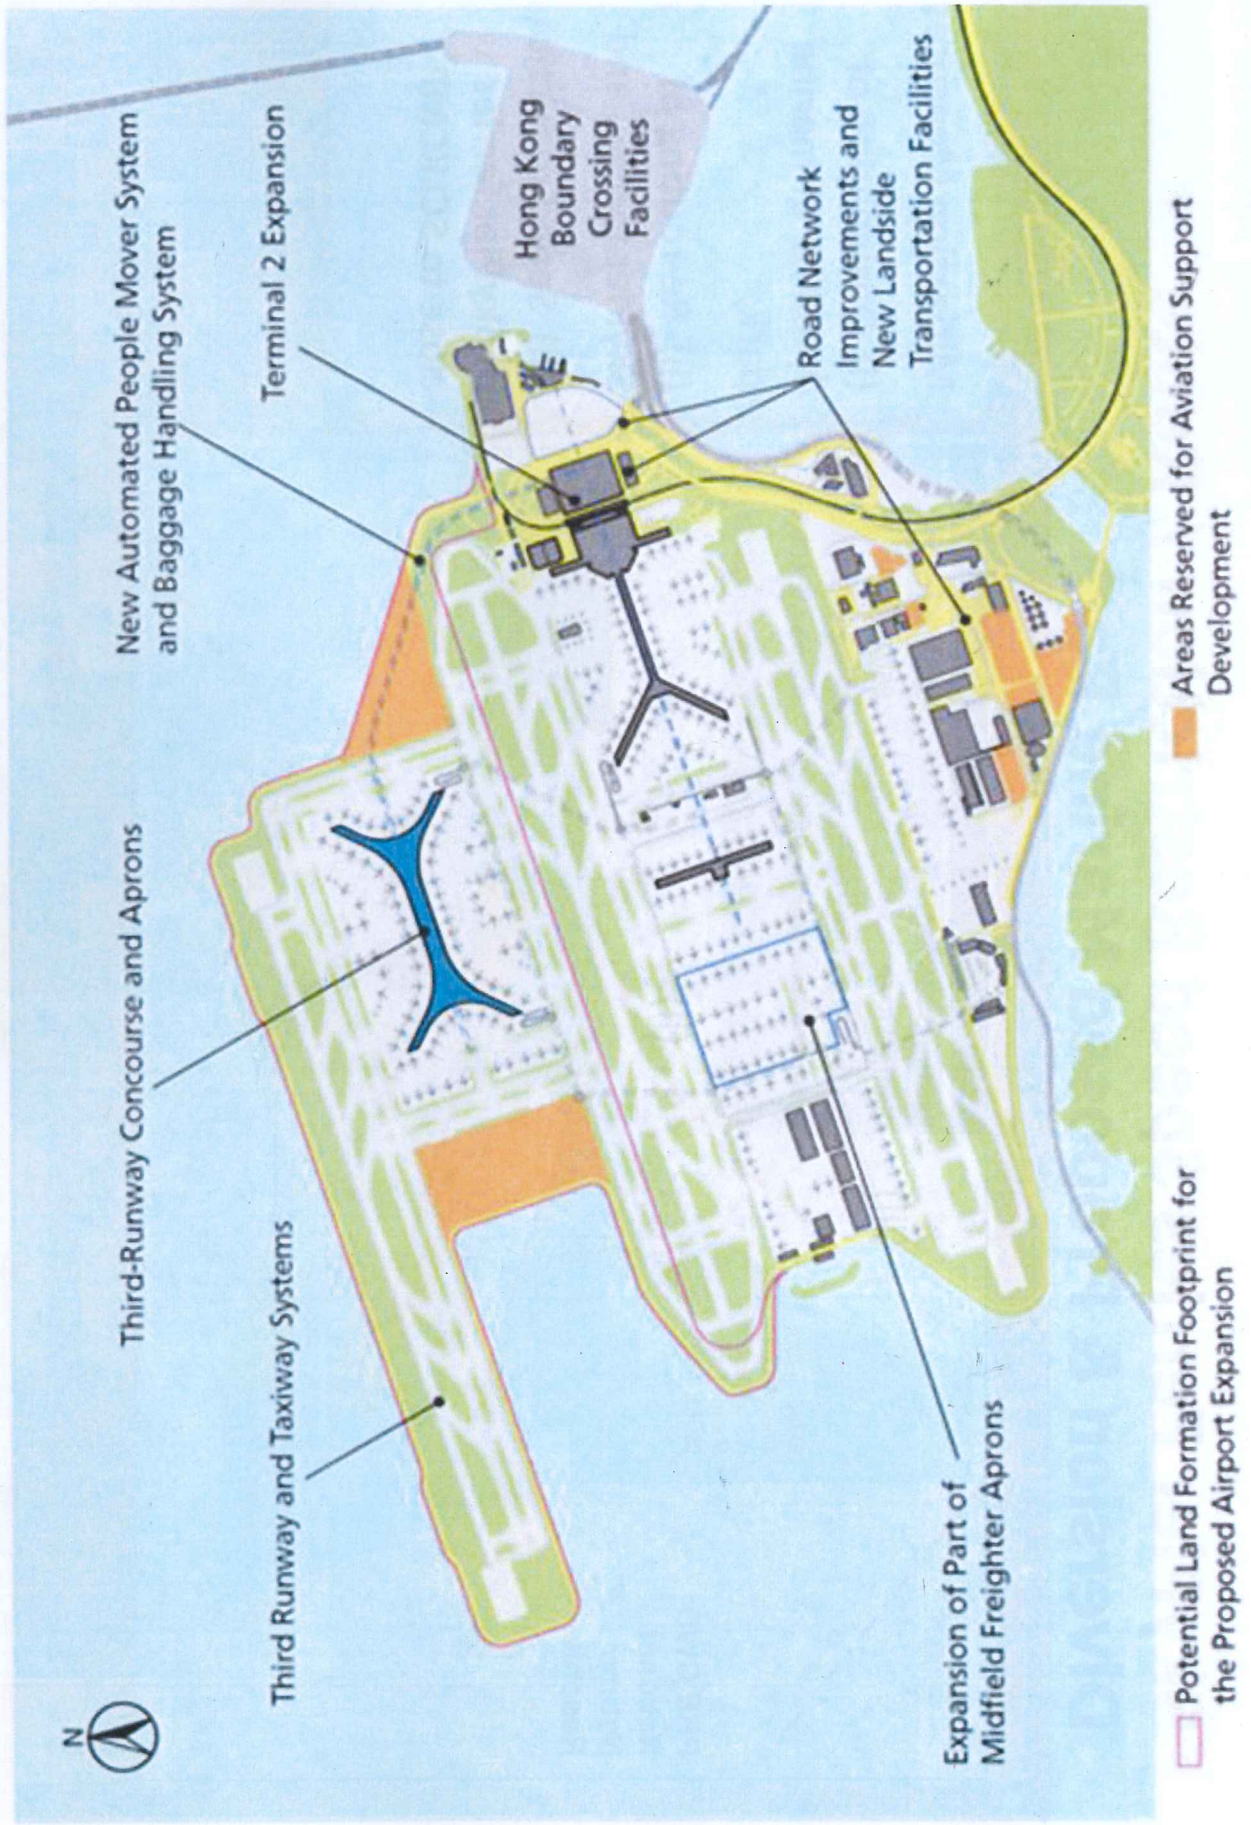 N
New Automated People Mover System
and Baggage Handling System
Third-Runway Concourse and Aprons
Terminal 2 Expansion
Third Runway and Taxiway Systems
Hong Kong
Boundary
Crossing
Facilities
Road Network
Improvements and
New Landside
Transportation Facilities
Expansion of Part of
Midfield Freighter Aprons
Potential Land Formation Footprint for
the Proposed Airport Expansion
Areas Reserved for Aviation Support
Development